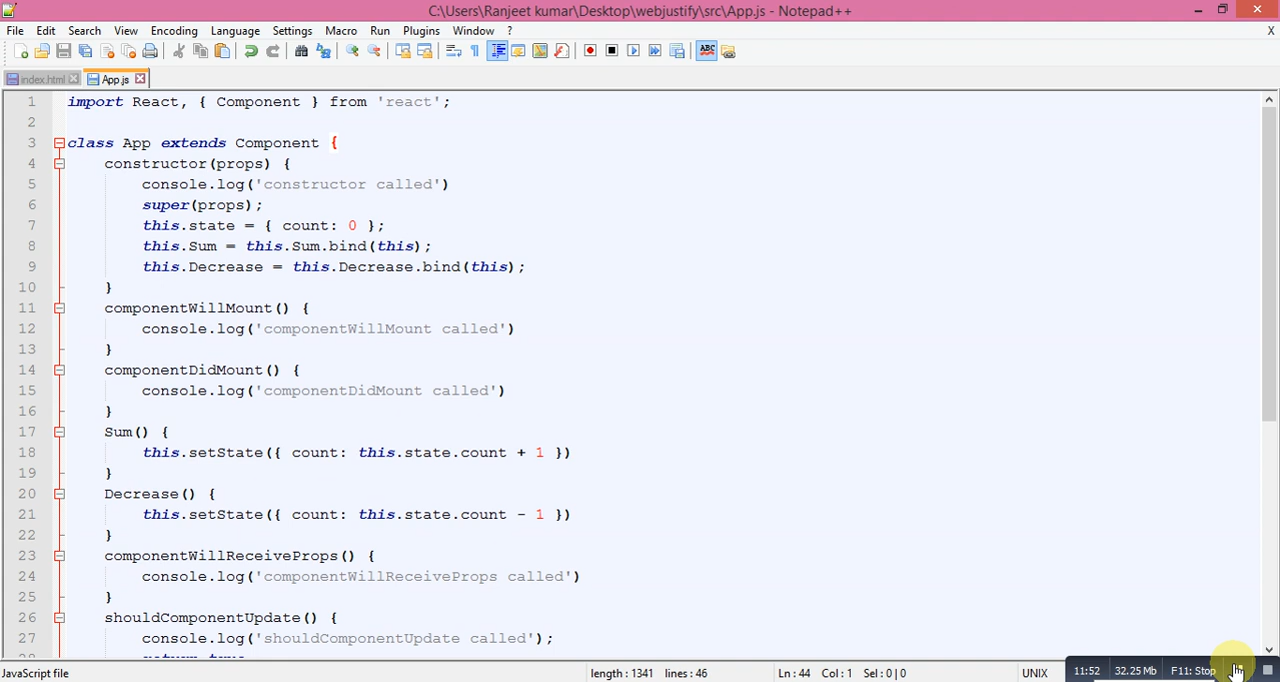 C:\Users\Ranjeet kumar\Desktop\webjustify\src\App.js - Notepad++
File Edit Search View Encoding Language Settings Macro Run Plugins Window ? X
ABC
index.html App.js
1 import React, { Component } from 'react';
2
3 class App extends Component {
4 constructor(props) {
5 console.log('constructor called')
6 super(props);
7 this.state = { count: 0 };
8 this.Sum = this.Sum.bind(this);
9 this.Decrease = this.Decrease.bind(this);
10 }
11 componentWillMount() {
12 console.log('componentWillMount called')
13 }
14 componentDidMount() {
15 console.log('componentDidMount called')
16 }
17 Sum() {
18 this.setState({ count: this.state.count + 1 })
19 }
20 Decrease() {
21 this.setState({ count: this.state.count - 1 })
22 }
23 componentWillReceiveProps() {
24 console.log('componentWillReceiveProps called')
25 }
26 shouldComponentUpdate() {
27 console.log('shouldComponentUpdate called');
JavaScript file length : 1341 lines : 46 Ln : 44 Col : 1 Sel : 0 | 0 UNIX 11:52 32.25 Mb F11: Stop